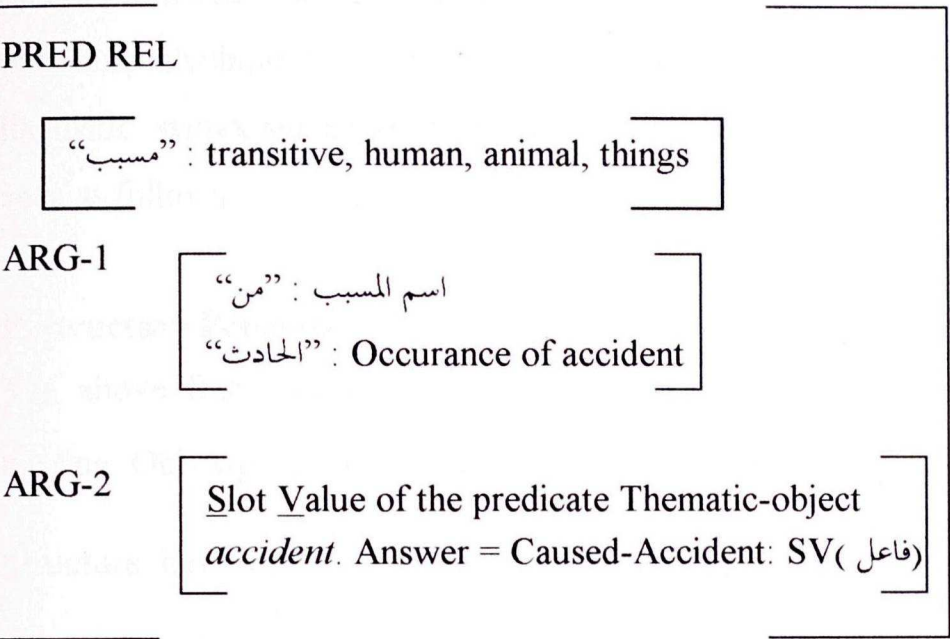 PRED REL
“مسبب” : transitive, human, animal, things
ARG-1
“من” : اسم المسبب
“الحادث” : Occurance of accident
ARG-2
Slot Value of the predicate Thematic-object
accident. Answer = Caused-Accident: SV( فاعل)